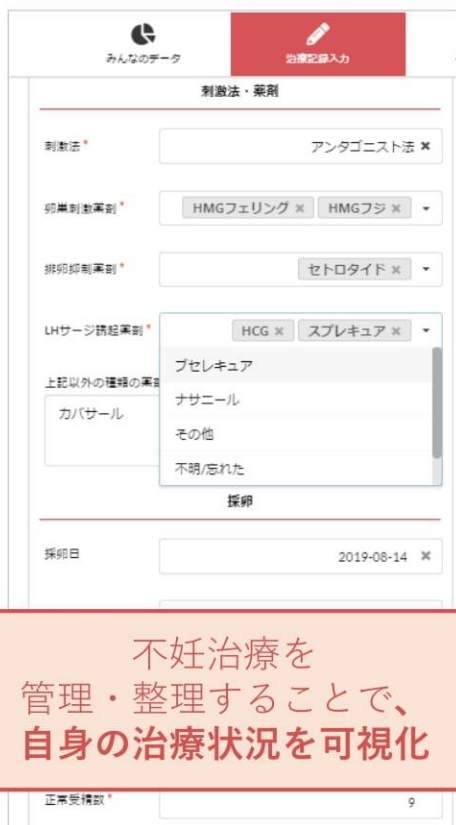 みんなのデータ
治療記録入力
刺激法・薬剤
刺激法*
アンタゴニスト法 ×
卵巣刺激薬剤*
HMGフェリング × HMGフジ ×
排卵抑制薬剤*
セトロタイド ×
LHサージ誘起薬剤*
HCG × スプレキュア ×
ブセレキュア
上記以外の種類の薬剤
ナサニール
カバサール
その他
不明/忘れた
採卵
採卵日
2019-08-14 ×
不妊治療を
管理・整理することで、
自身の治療状況を可視化
正常受精数*
9